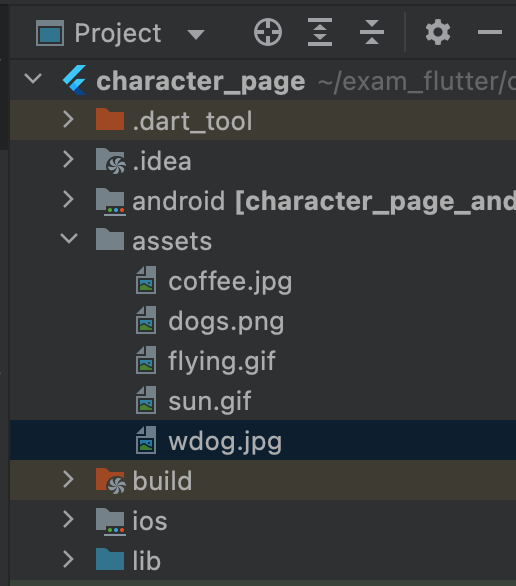 Project
character_page ~/exam_flutter/
.dart_tool
.idea
android [character_page_and
assets
coffee.jpg
dogs.png
flying.gif
sun.gif
wdog.jpg
build
ios
lib